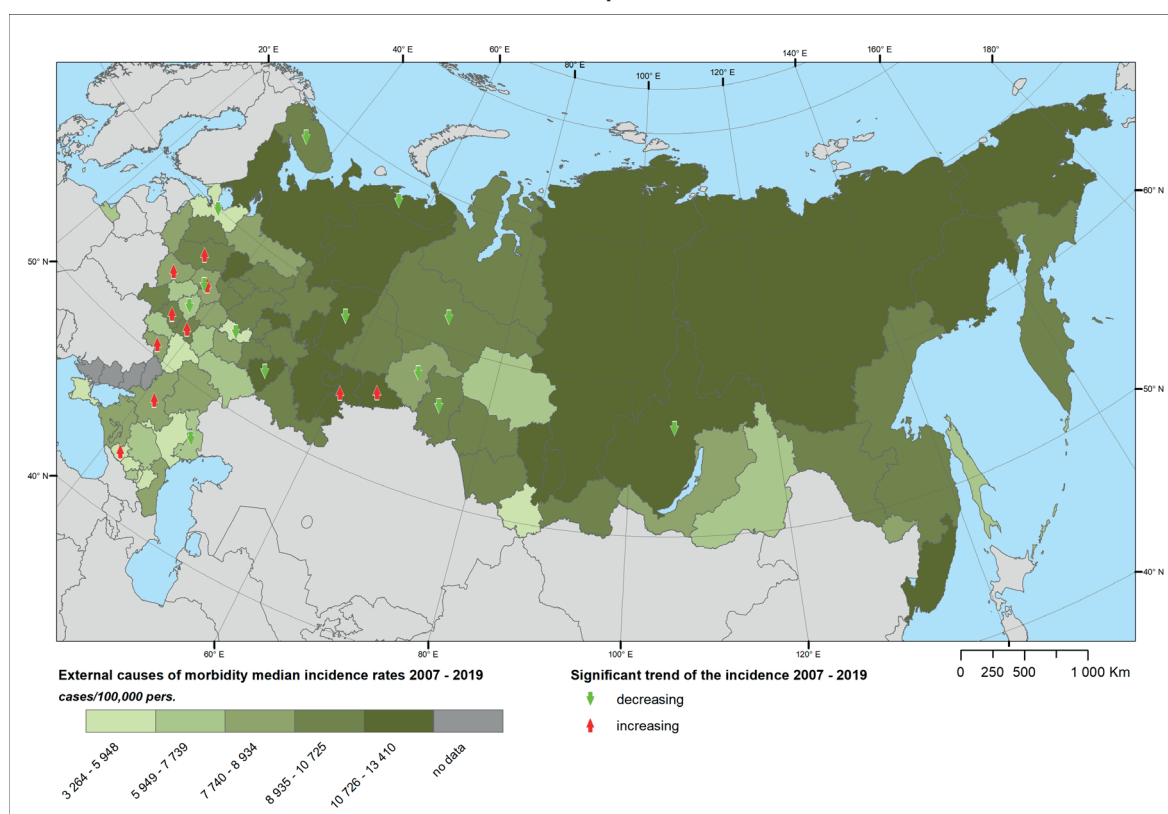 20° E 40° E 60° E 80° E 100° E 120° E 140° E 160° E 180°
60° N
50° N
50° N
40° N
40° N
60° E 80° E 100° E 120° E
External causes of morbidity median incidence rates 2007 - 2019
cases/100,000 pers.
3 264 - 5 948
5 949 - 7 739
7 740 - 8 934
8 935 - 10 725
10 726 - 13 410
no data
Significant trend of the incidence 2007 - 2019
decreasing
increasing
0 250 500 1 000 Km